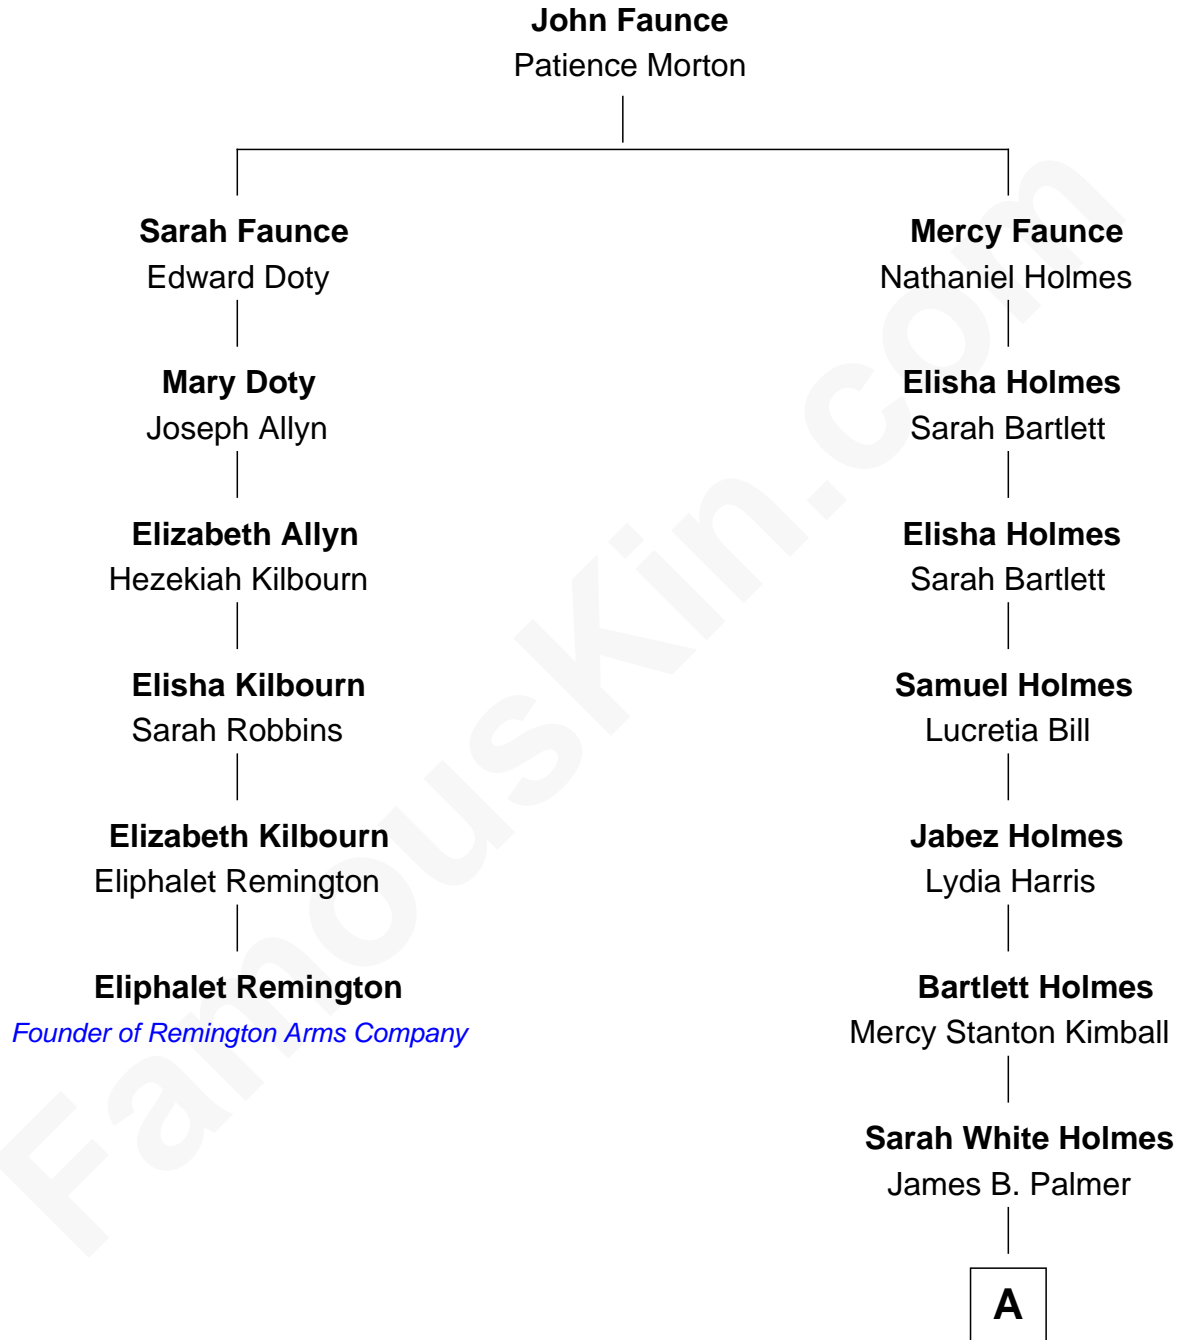 John Faunce
Patience Morton
Sarah Faunce
Edward Doty
Mercy Faunce
Nathaniel Holmes
Mary Doty
Joseph Allyn
Elisha Holmes
Sarah Bartlett
Elizabeth Allyn
Hezekiah Kilbourn
Elisha Holmes
Sarah Bartlett
Elisha Kilbourn
Sarah Robbins
Samuel Holmes
Lucretia Bill
Elizabeth Kilbourn
Eliphalet Remington
Jabez Holmes
Lydia Harris
Eliphalet Remington
Founder of Remington Arms Company
Bartlett Holmes
Mercy Stanton Kimball
Sarah White Holmes
James B. Palmer
A
FamousKin.com